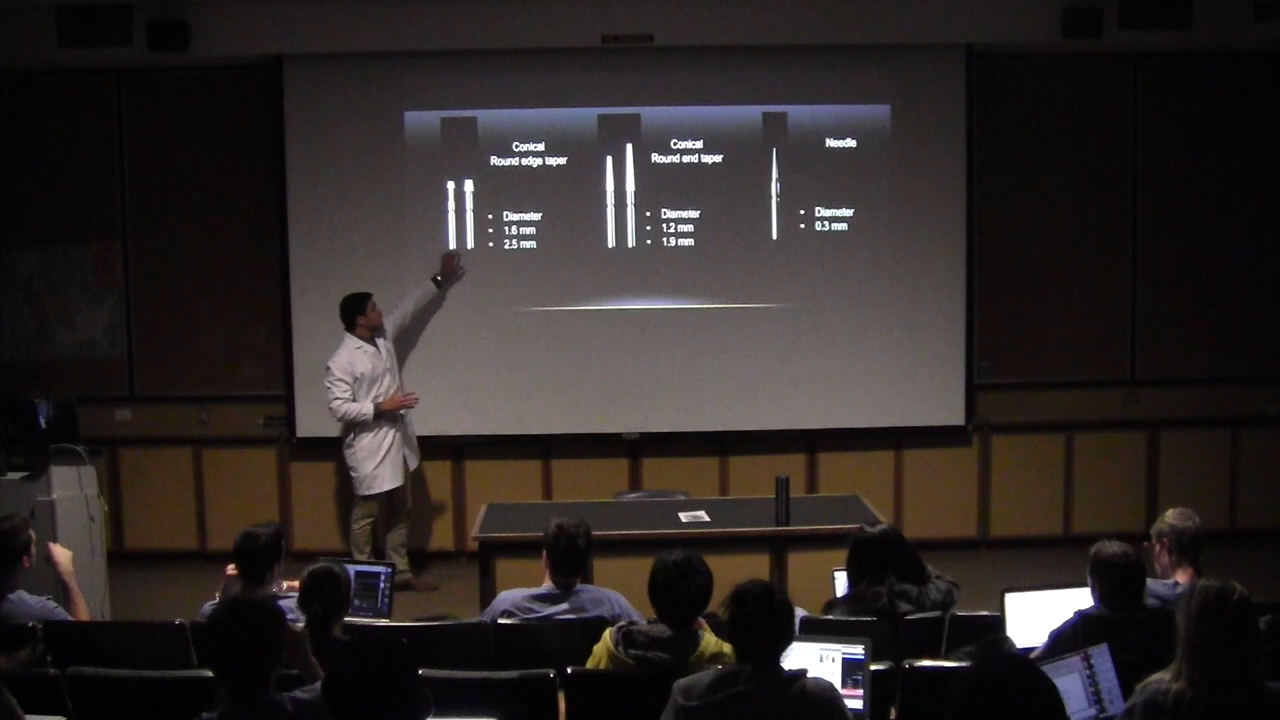 Conical
Round edge taper
• Diameter
• 1.6 mm
• 2.5 mm
Conical
Round end taper
• Diameter
• 1.2 mm
• 1.9 mm
Needle
• Diameter
• 0.3 mm